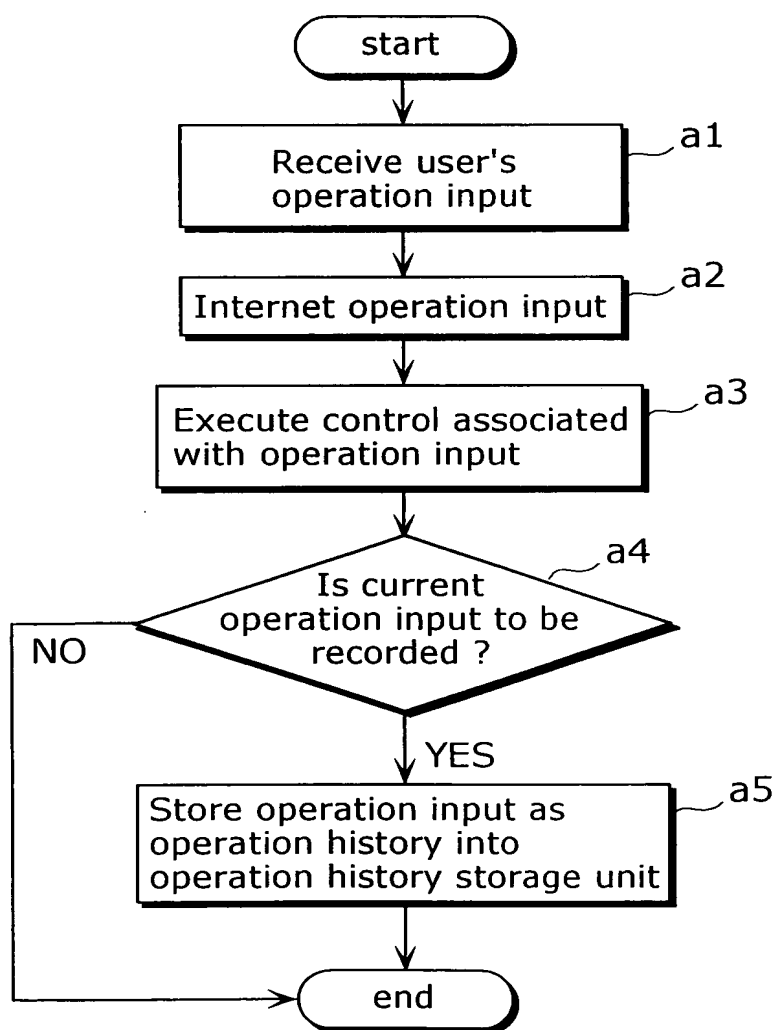 start
Receive user's
operation input
a1
Internet operation input
a2
Execute control associated
with operation input
a3
Is current
operation input to be
recorded ?
a4
NO
YES
Store operation input as
operation history into
operation history storage unit
a5
end